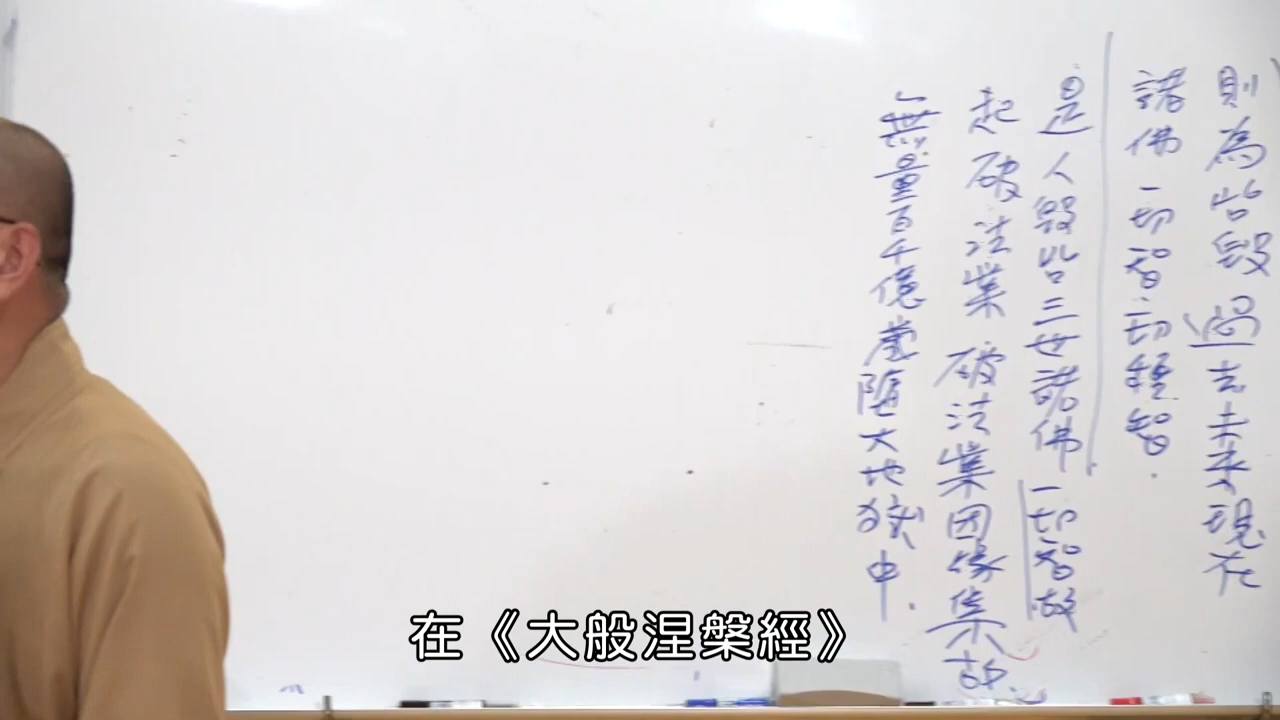 則為呰毀過去未來現在
諸佛一切智一切種智
是人毀呰三世諸佛一切智故
起破法業破法業因緣集故
無量百千億歲墮大地獄中
在《大般涅槃經》